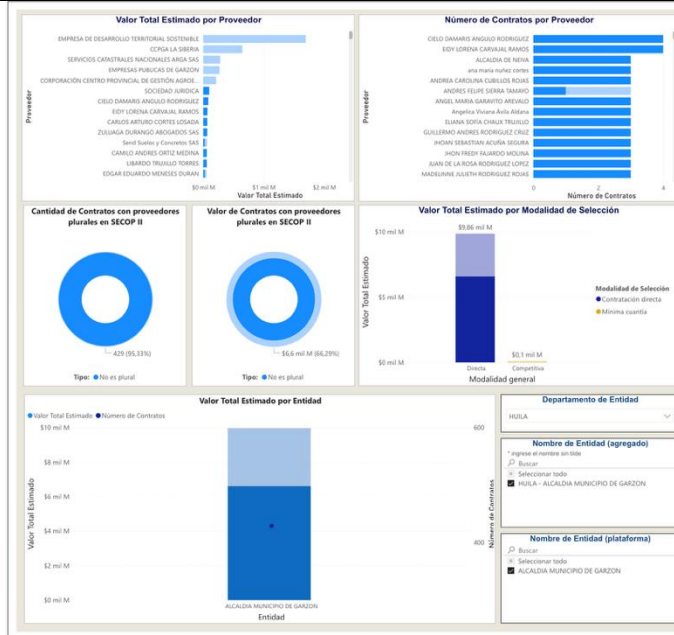 Valor Total Estimado por Proveedor
Proveedor
EMPRESA DE DESARROLLO TERRITORIAL SOSTENIBLE
CCPGA LA SIBERIA
SERVICIOS CATASTRALES NACIONALES ARGA SAS
EMPRESAS PUBLICAS DE GARZON
CORPORACIÓN CENTRO PROVINCIAL DE GESTIÓN AGROE...
SOCIEDAD JURIDICA
CIELO DAMARIS ANGULO RODRIGUEZ
EIDY LORENA CARVAJAL RAMOS
CARLOS ARTURO CORTES LOSADA
ZULUAGA DURANGO ABOGADOS SAS
Send Suelos y Concretos SAS
CAMILO ANDRES ORTIZ MEDINA
LIBARDO TRUJILLO TORRES
EDGAR EDUARDO MENESES DURAN
$0 mil M $1 mil M $2 mil M
Valor Total Estimado
Número de Contratos por Proveedor
Proveedor
CIELO DAMARIS ANGULO RODRIGUEZ
EIDY LORENA CARVAJAL RAMOS
ALCALDIA DE NEIVA
ana maria nuñez cortes
ANDREA CAROLINA CUBILLOS ROJAS
ANDRES FELIPE SIERRA TAMAYO
ANGEL MARIA GARAVITO AREVALO
Angelica Viviana Ávila Aldana
ELIANA SOFÍA CHAUX TRUJILLO
GUILLERMO ANDRES RODRIGUEZ CRUZ
JHOAN SEBASTIAN ACUÑA SEGURA
JHON FREDY FAJARDO MOLINA
JUAN DE LA ROSA RODRIGUEZ LOPEZ
MADELINNE JULIETH RODRIGUEZ ROJAS
0 2 4
Número de Contratos
Cantidad de Contratos con proveedores
plurales en SECOP II
429 (95,33%)
Tipo: No es plural
Valor de Contratos con proveedores
plurales en SECOP II
$6,6 mil M (66,29%)
Tipo: No es plural
Valor Total Estimado por Modalidad de Selección
Valor Total Estimado
$10 mil M
$5 mil M
$0 mil M
$9,86 mil M
$0,1 mil M
Directa Competitiva
Modalidad general
Modalidad de Selección
Contratación directa
Mínima cuantía
Valor Total Estimado por Entidad
Valor Total Estimado Número de Contratos
Valor Total Estimado
$10 mil M
$8 mil M
$6 mil M
$4 mil M
$2 mil M
$0 mil M
600
400
Número de Contratos
ALCALDIA MUNICIPIO DE GARZON
Entidad
Departamento de Entidad
HUILA
Nombre de Entidad (agregado)
* ingrese el nombre sin tilde
Buscar
Seleccionar todo
HUILA - ALCALDIA MUNICIPIO DE GARZON
Nombre de Entidad (plataforma)
Buscar
Seleccionar todo
ALCALDIA MUNICIPIO DE GARZON